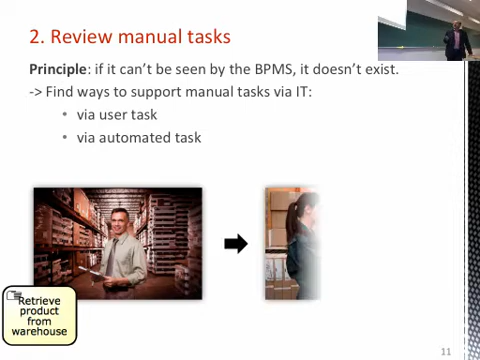 2. Review manual tasks
Principle: if it can't be seen by the BPMS, it doesn't exist.
-> Find ways to support manual tasks via IT:
• via user task
• via automated task
Retrieve
product
from
warehouse
11